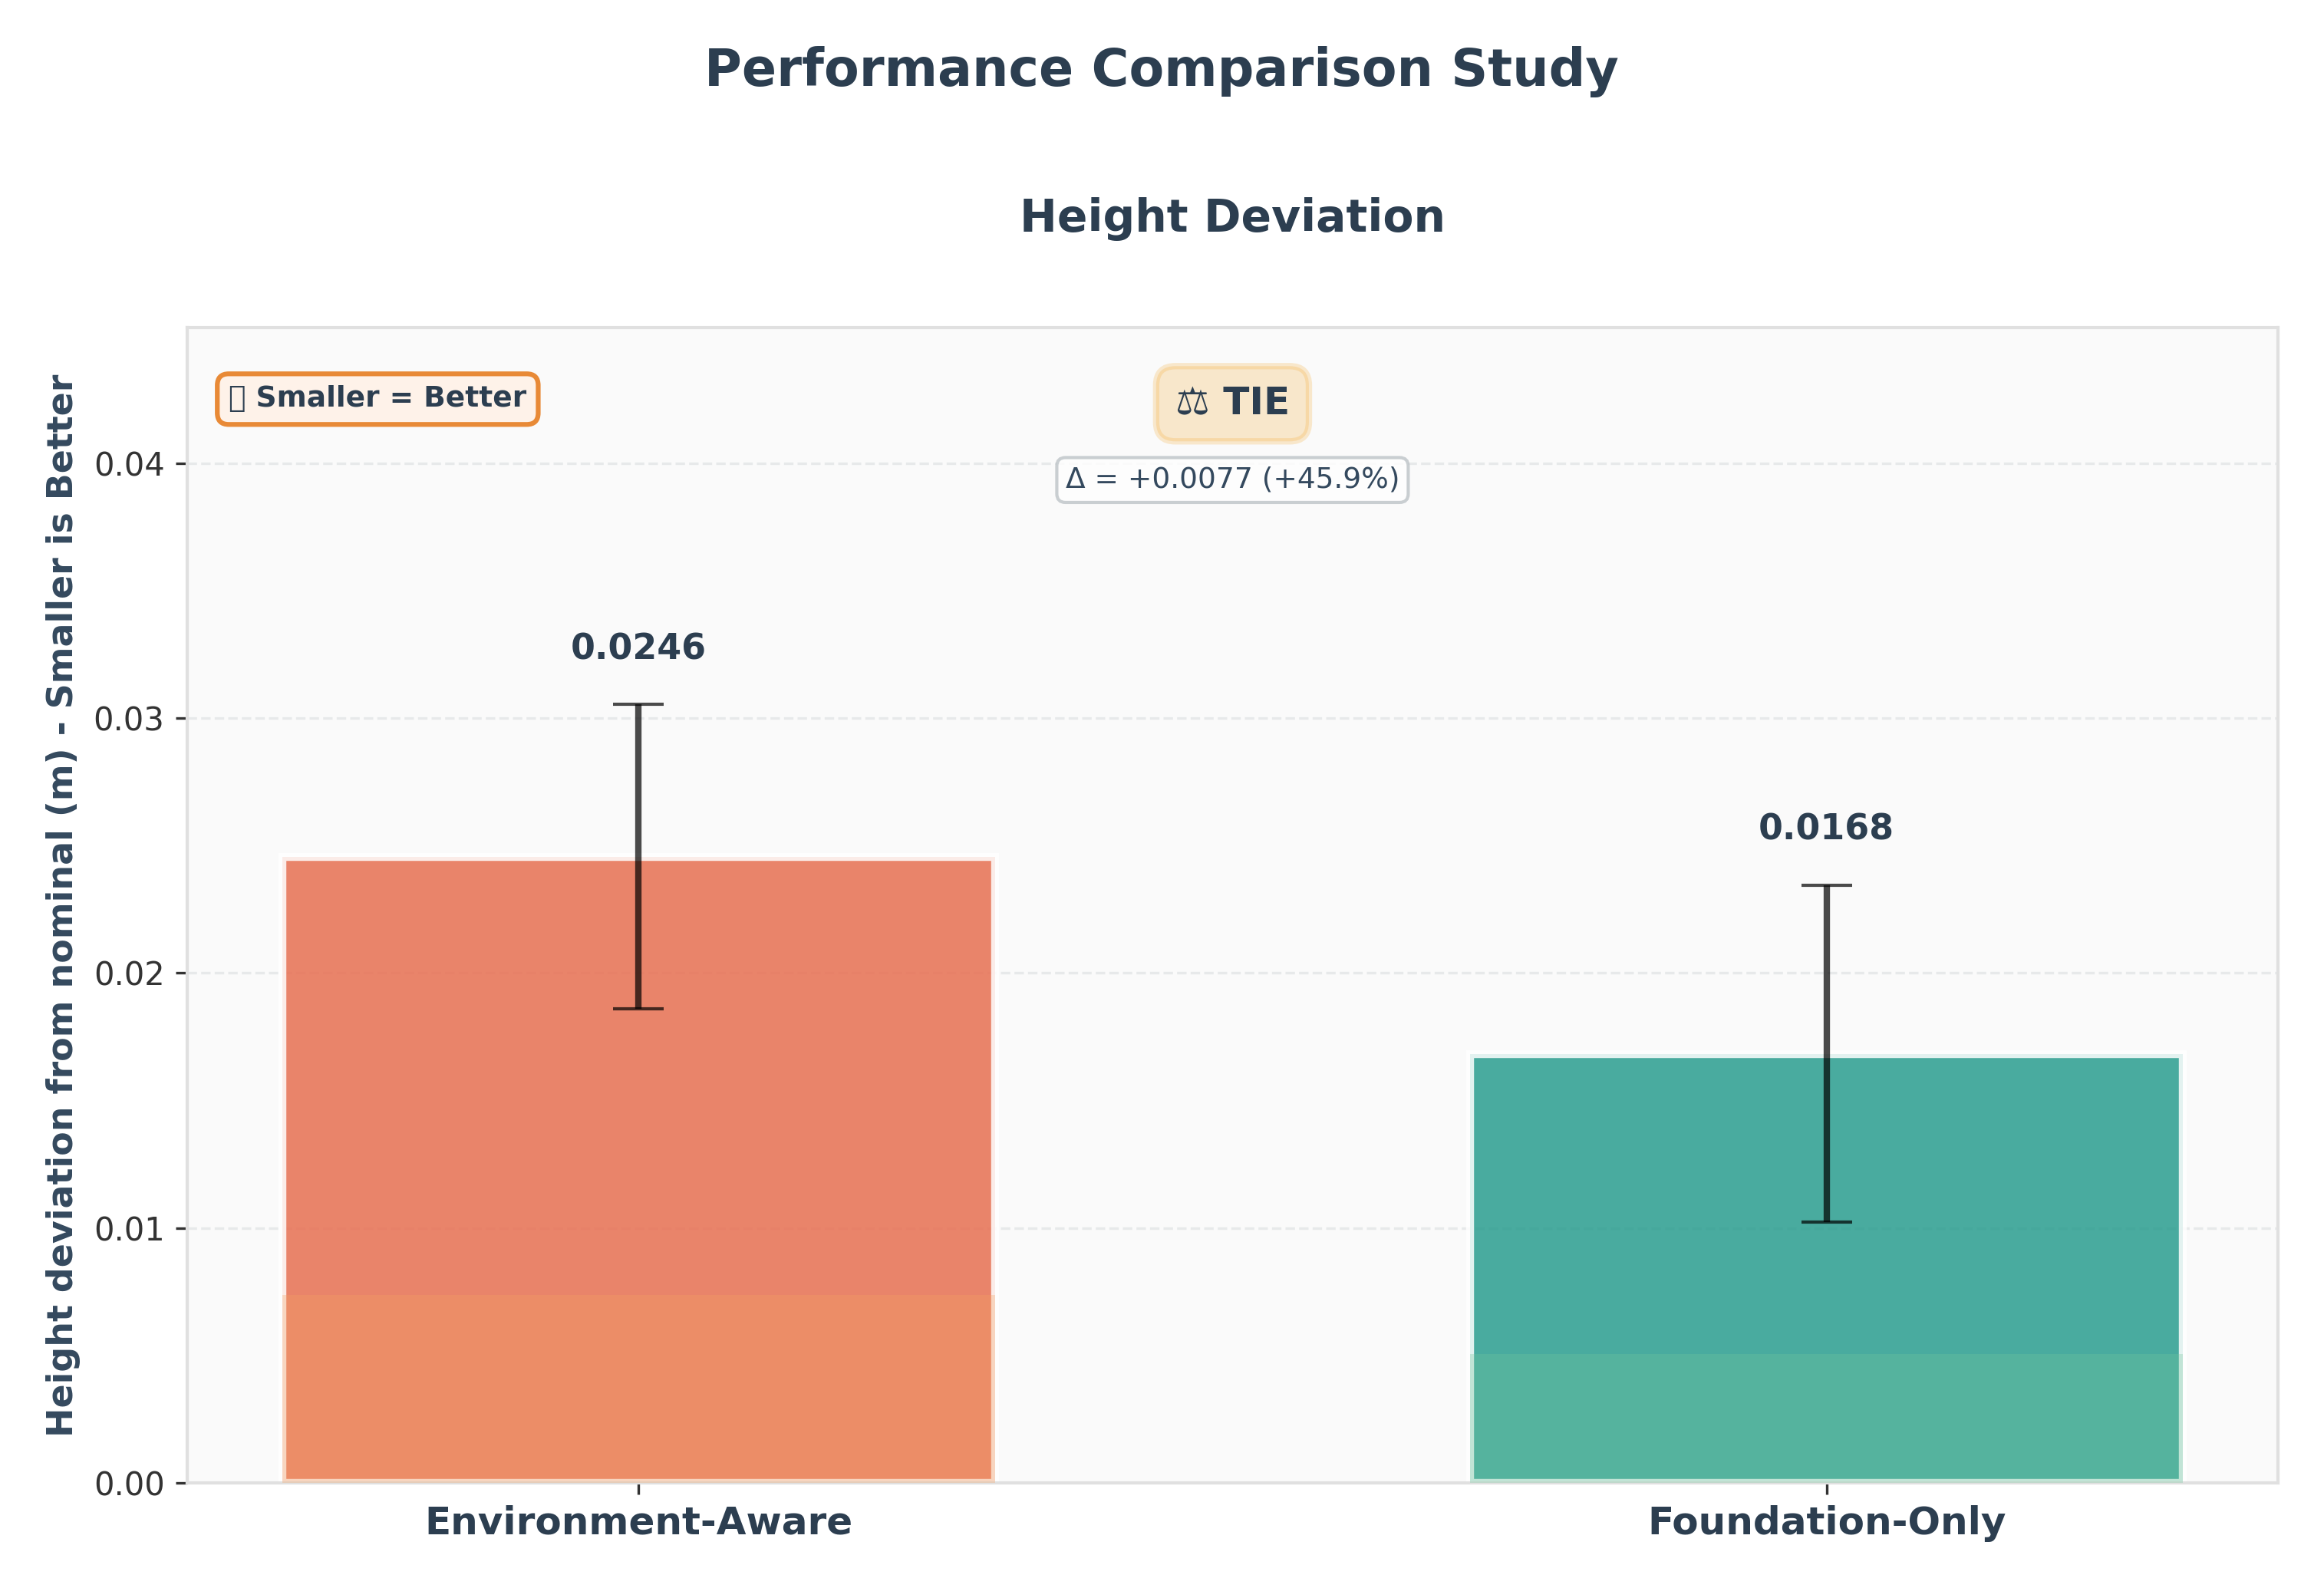 Performance Comparison Study
Height Deviation
Height deviation from nominal (m) - Smaller is Better
Smaller = Better
⚖ TIE
Δ = +0.0077 (+45.9%)
0.04
0.03
0.02
0.01
0.00
0.0246
0.0168
Environment-Aware
Foundation-Only